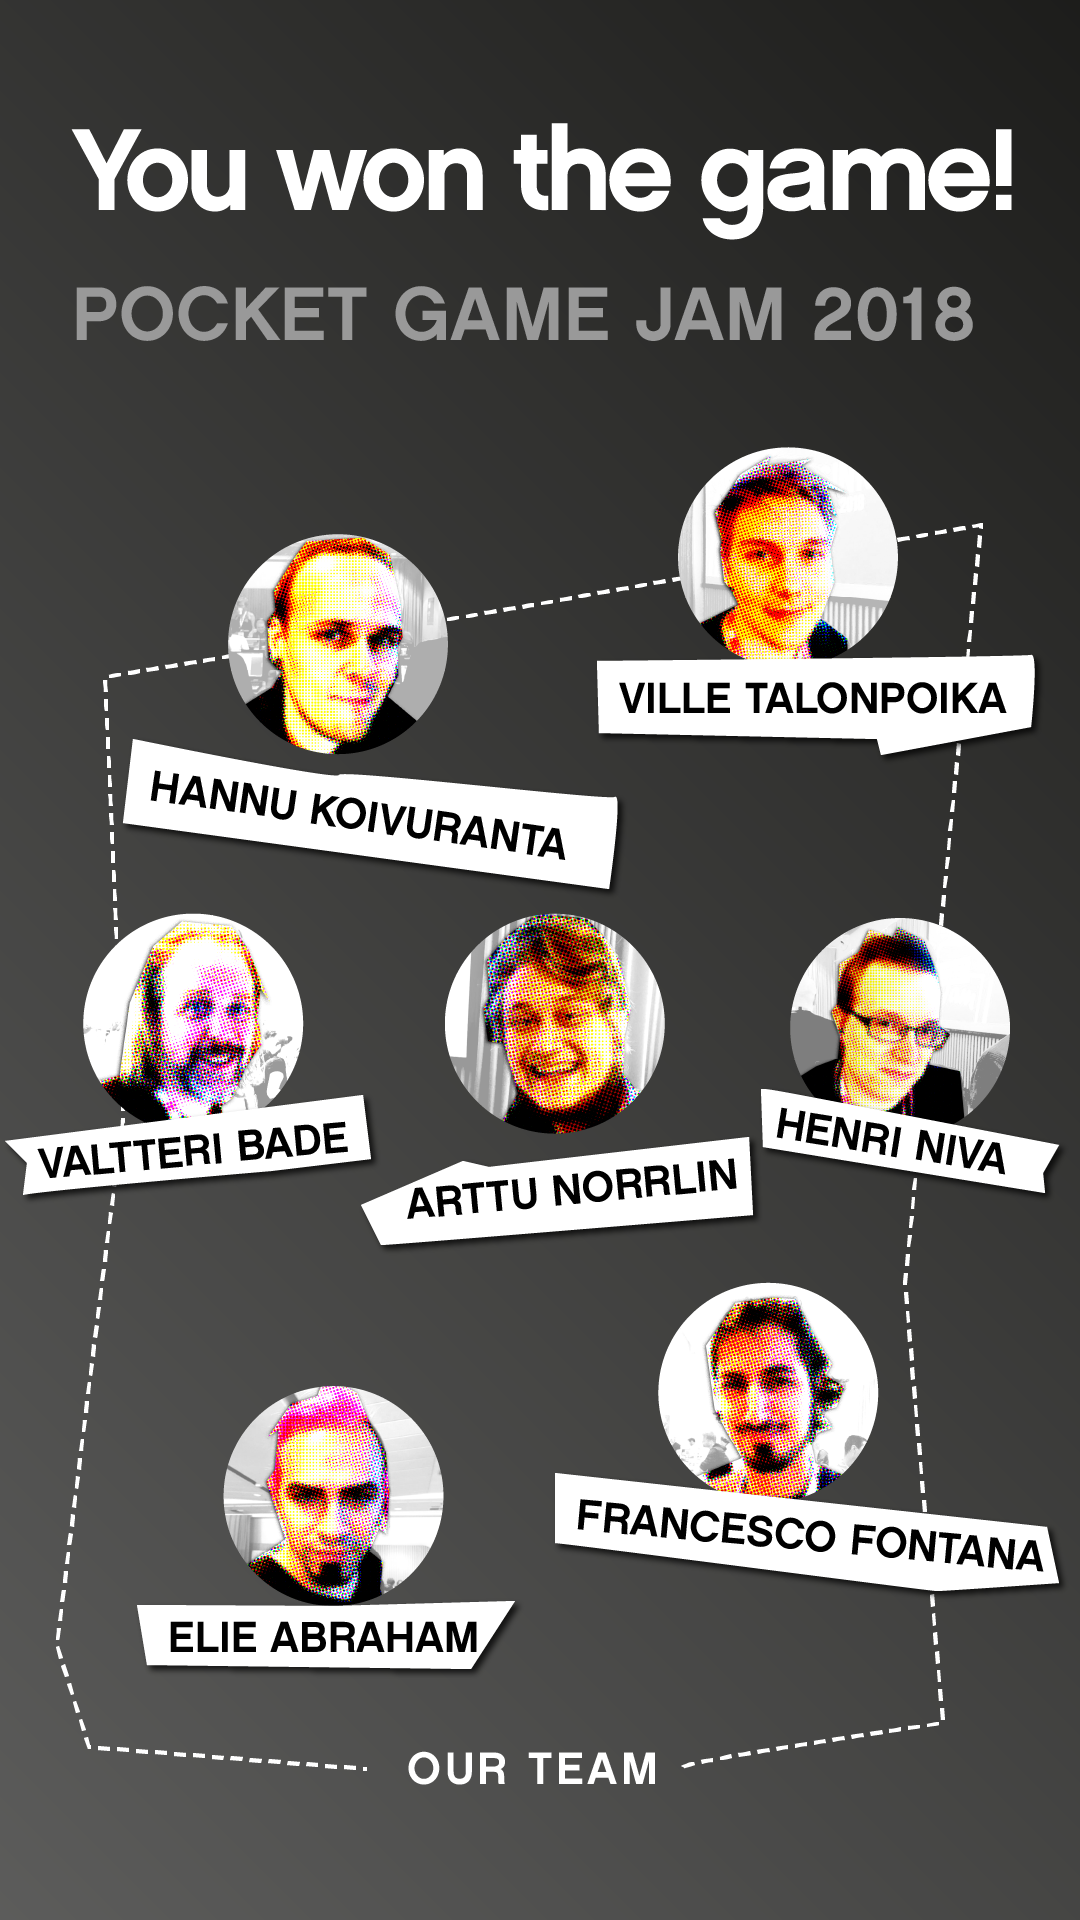 You won the game!
POCKET GAME JAM 2018
VILLE TALONPOIKA
HANNU KOIVURANTA
VALTTERI BADE
ARTTU NORRLIN
HENRI NIVA
FRANCESCO FONTANA
ELIE ABRAHAM
OUR TEAM